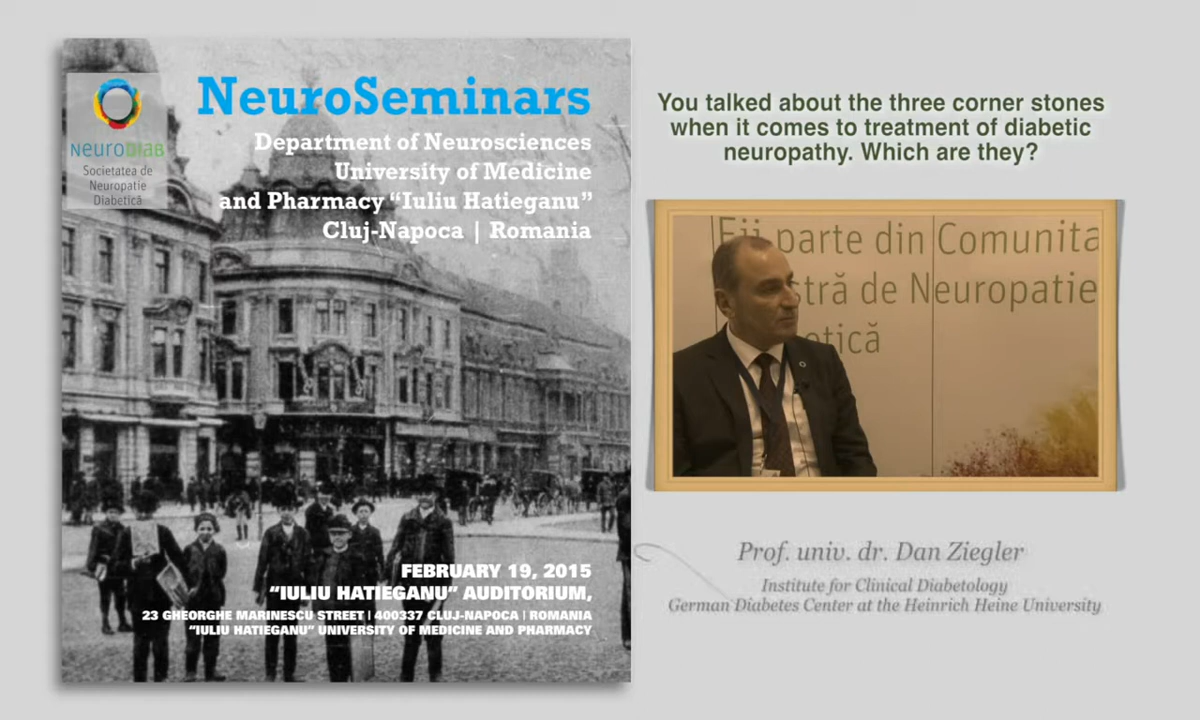 NeuroSeminars
NEURODIAB
Societatea de
Neuropatie
Diabetică
Department of Neurosciences
University of Medicine
and Pharmacy “Iuliu Hatieganu”
Cluj-Napoca | Romania
FEBRUARY 19, 2015
“IULIU HATIEGANU” AUDITORIUM,
23 GHEORGHE MARINESCU STREET | 400337 CLUJ-NAPOCA | ROMANIA
“IULIU HATIEGANU” UNIVERSITY OF MEDICINE AND PHARMACY
You talked about the three corner stones
when it comes to treatment of diabetic
neuropathy. Which are they?
parte din Comunita
stră de Neuropatie
etică
Prof. univ. dr. Dan Ziegler
Institute for Clinical Diabetology
German Diabetes Center at the Heinrich Heine University